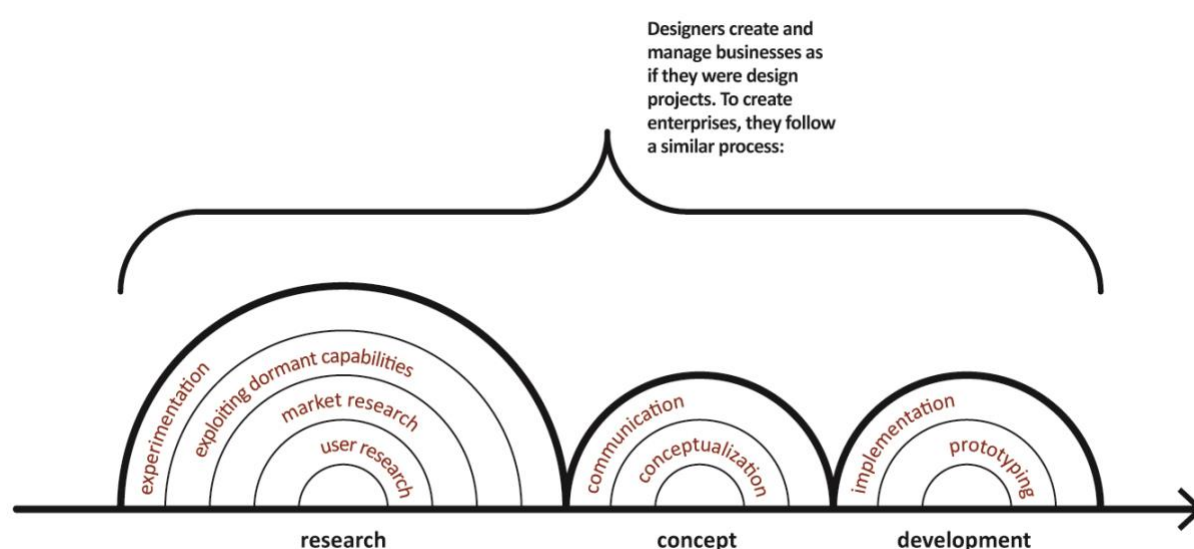 Designers create and
manage businesses as
if they were design
projects. To create
enterprises, they follow
a similar process:
experimentation
exploiting dormant capabilities
market research
user research
communication
conceptualization
implementation
prototyping
research
concept
development